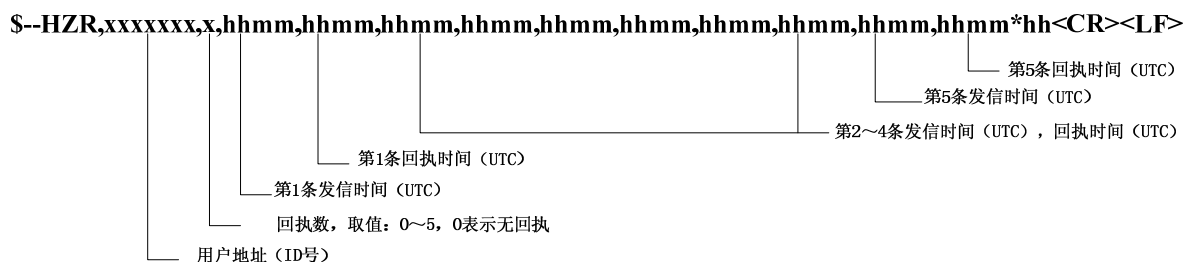 $--HZR,xxxxxxx,x,hhmm,hhmm,hhmm,hhmm,hhmm,hhmm,hhmm,hhmm,hhmm,hhmm*hh<CR><LF>
第5条回执时间（UTC）
第5条发信时间（UTC）
第2～4条发信时间（UTC），回执时间（UTC）
第1条回执时间（UTC）
第1条发信时间（UTC）
回执数，取值：0～5，0表示无回执
用户地址（ID号）